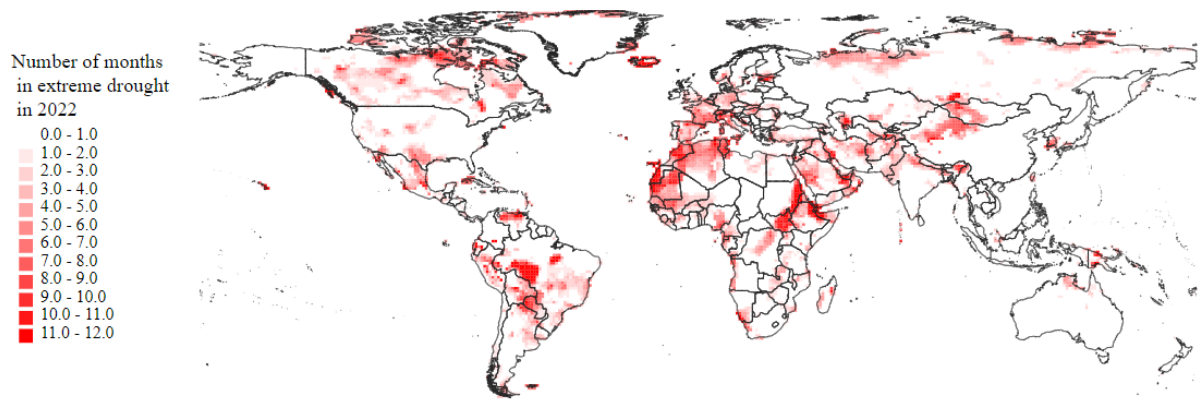 Number of months
in extreme drought
in 2022
0.0 - 1.0
1.0 - 2.0
2.0 - 3.0
3.0 - 4.0
4.0 - 5.0
5.0 - 6.0
6.0 - 7.0
7.0 - 8.0
8.0 - 9.0
9.0 - 10.0
10.0 - 11.0
11.0 - 12.0